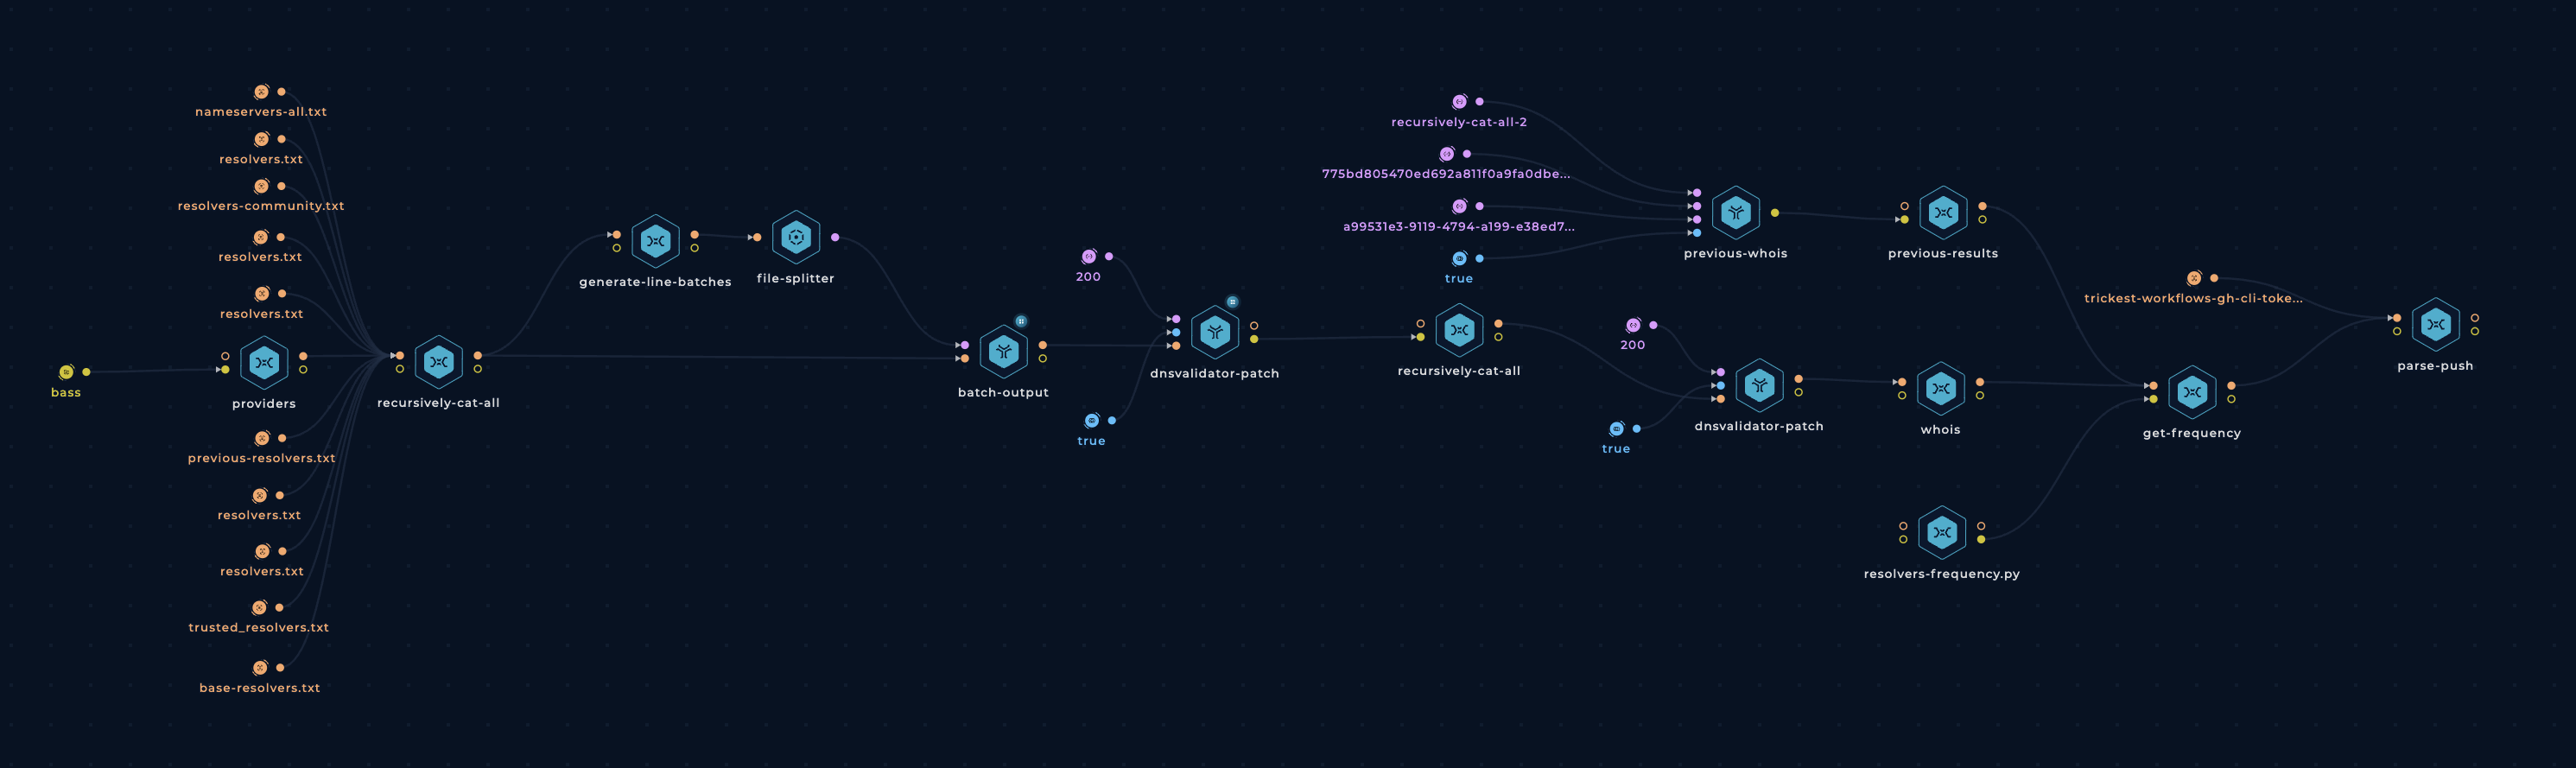 nameservers-all.txt
resolvers.txt
resolvers-community.txt
resolvers.txt
resolvers.txt
bass
providers
recursively-cat-all
previous-resolvers.txt
resolvers.txt
resolvers.txt
trusted_resolvers.txt
base-resolvers.txt
generate-line-batches
file-splitter
batch-output
200
true
dnsvalidator-patch
recursively-cat-all-2
775bd805470ed692a811f0a9fa0dbe...
a99531e3-9119-4794-a199-e38ed7...
true
recursively-cat-all
200
true
previous-whois
dnsvalidator-patch
previous-results
whois
resolvers-frequency.py
trickest-workflows-gh-cli-toke...
get-frequency
parse-push